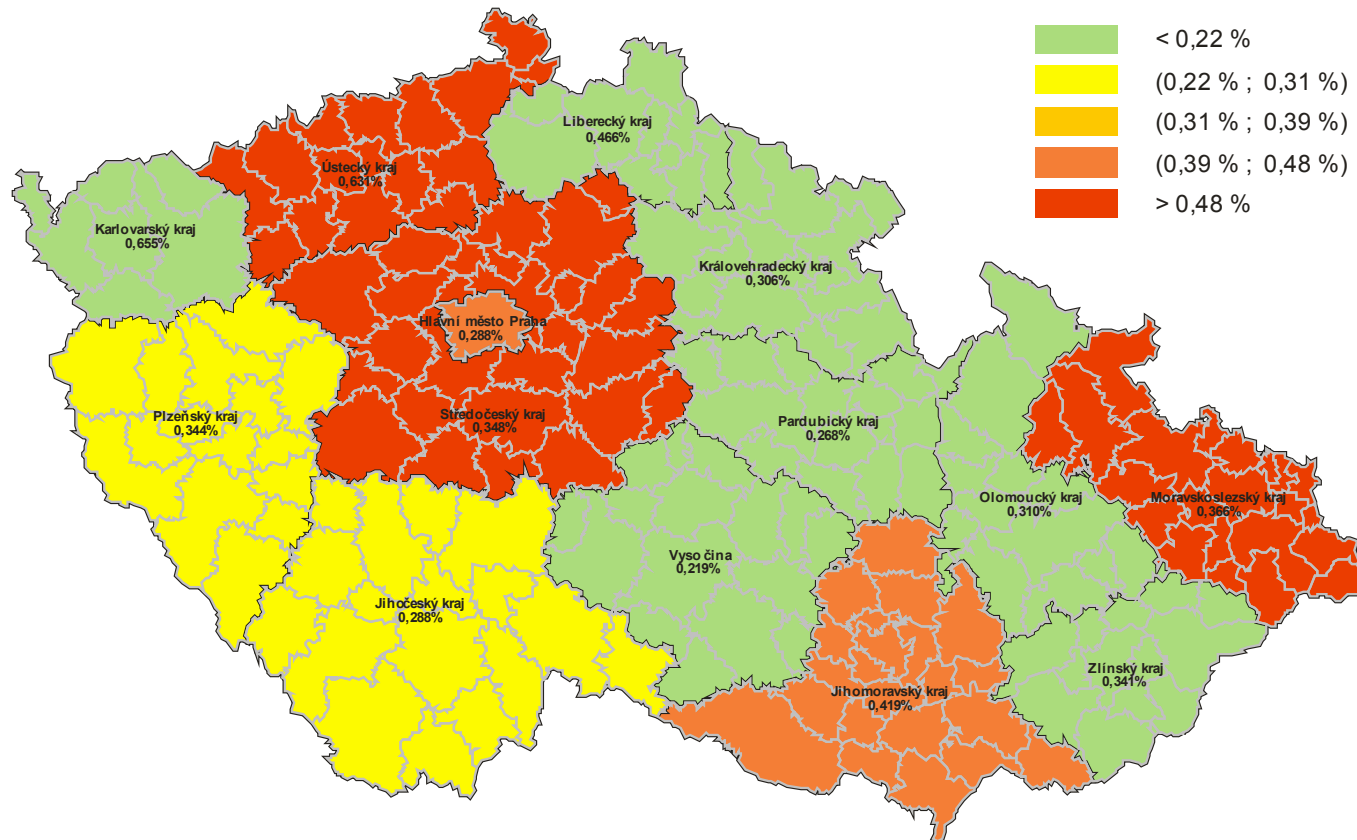 < 0,22 %
(0,22 % ; 0,31 %)
(0,31 % ; 0,39 %)
(0,39 % ; 0,48 %)
> 0,48 %
Liberecký kraj
0,466%
Ústecký kraj
0,631%
Karlovarský kraj
0,655%
Královehradecký kraj
0,306%
Hlavní město Praha
0,288%
Plzeňský kraj
0,344%
Středočeský kraj
0,348%
Pardubický kraj
0,268%
Olomoucký kraj
0,310%
Moravskoslezský kraj
0,366%
Vyso čina
0,219%
Jihočeský kraj
0,288%
Zlínský kraj
0,341%
Jihomoravský kraj
0,419%